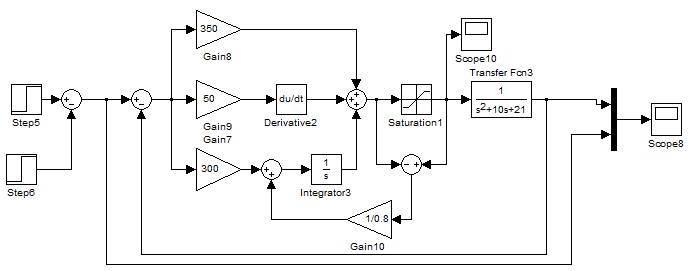 350
Gain8
Scope10
Transfer Fcn3
1
s2+10s+21
50
du/dt
Step5
Gain9
Derivative2
Saturation1
Scope8
Gain7
300
1
s
Integrator3
Step6
1/0.8
Gain10